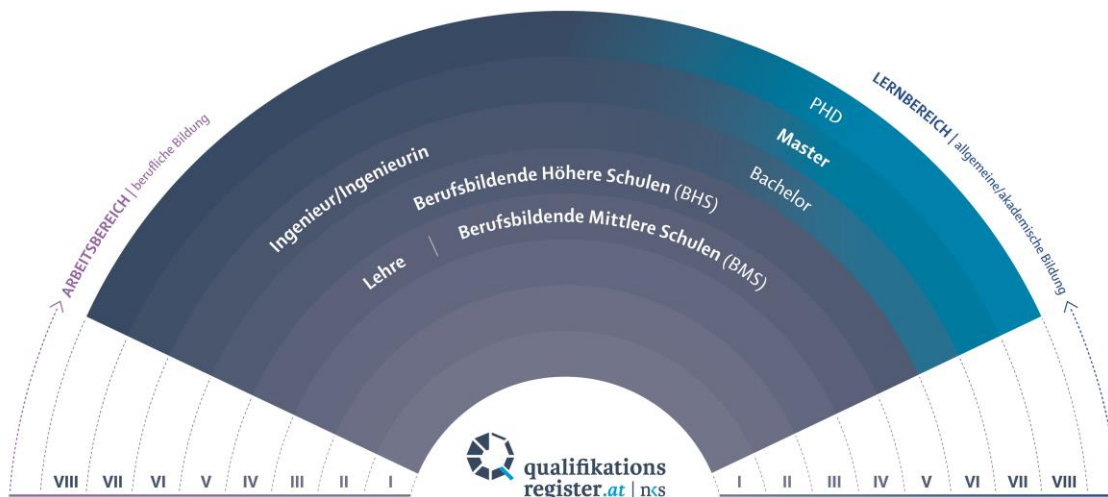 PHD
Master
Bachelor
Ingenieur/Ingenieurin
Berufsbildende Höhere Schulen (BHS)
Lehre | Berufsbildende Mittlere Schulen (BMS)
ARBEITSBEREICH | berufliche Bildung
LERNBEREICH | allgemeine/akademische Bildung
VIII VII VI V IV III II I
I II III IV V VI VII VIII
qualifikations
register.at | nks